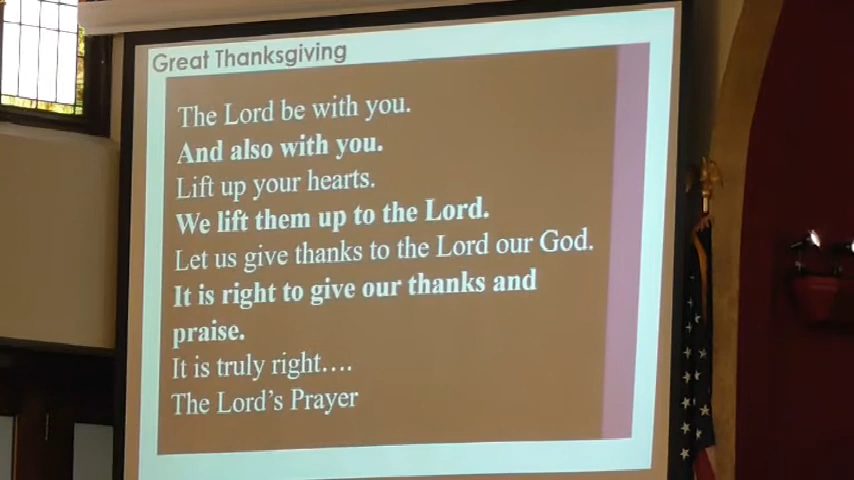 Great Thanksgiving
The Lord be with you.
And also with you.
Lift up your hearts.
We lift them up to the Lord.
Let us give thanks to the Lord our God.
It is right to give our thanks and
praise.
It is truly right….
The Lord’s Prayer